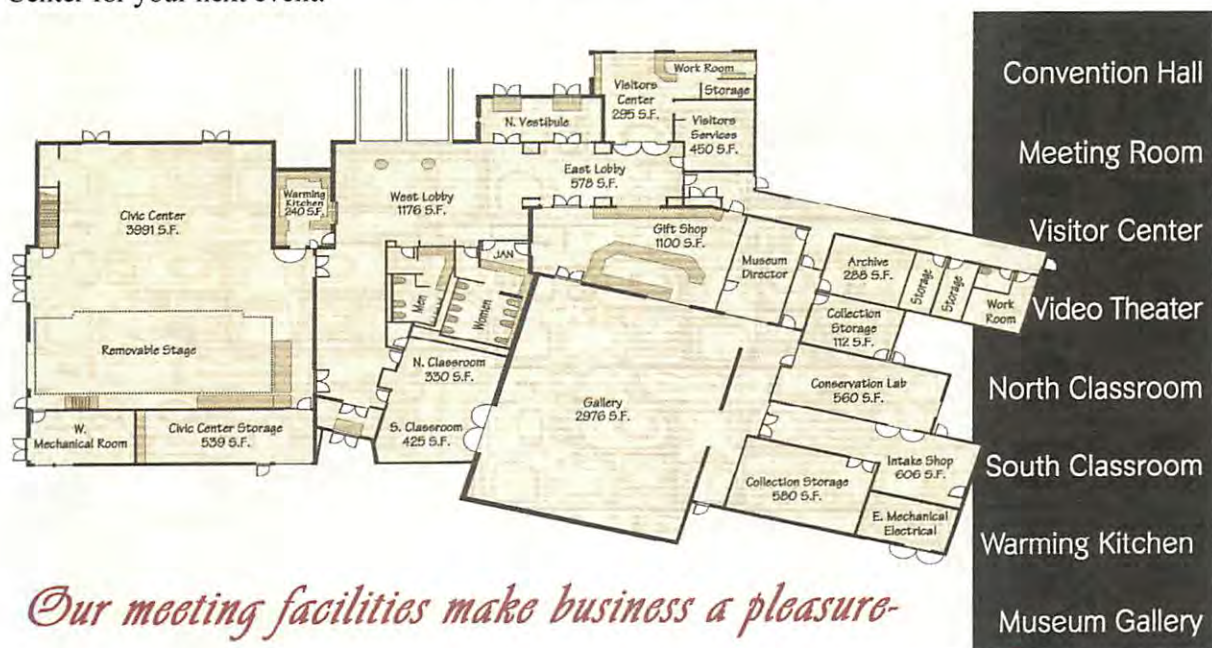 Center for your next event.
Work Room
Storage
Visitors
Center
295 S.F.
Visitors
Services
450 S.F.
N. Vestibule
East Lobby
578 S.F.
West Lobby
1176 S.F.
Warming
Kitchen
240 S.F.
Civic Center
3991 S.F.
Gift Shop
1100 S.F.
JAN
Men
Women
Museum
Director
Archive
288 S.F.
Storage
Storage
Work
Room
Collection
Storage
112 S.F.
Removable Stage
N. Classroom
330 S.F.
Conservation Lab
560 S.F.
Gallery
2976 S.F.
W.
Mechanical Room
Civic Center Storage
539 S.F.
S. Classroom
425 S.F.
Intake Shop
606 S.F.
Collection Storage
580 S.F.
E. Mechanical
Electrical
Our meeting facilities make business a pleasure-
Convention Hall
Meeting Room
Visitor Center
Video Theater
North Classroom
South Classroom
Warming Kitchen
Museum Gallery